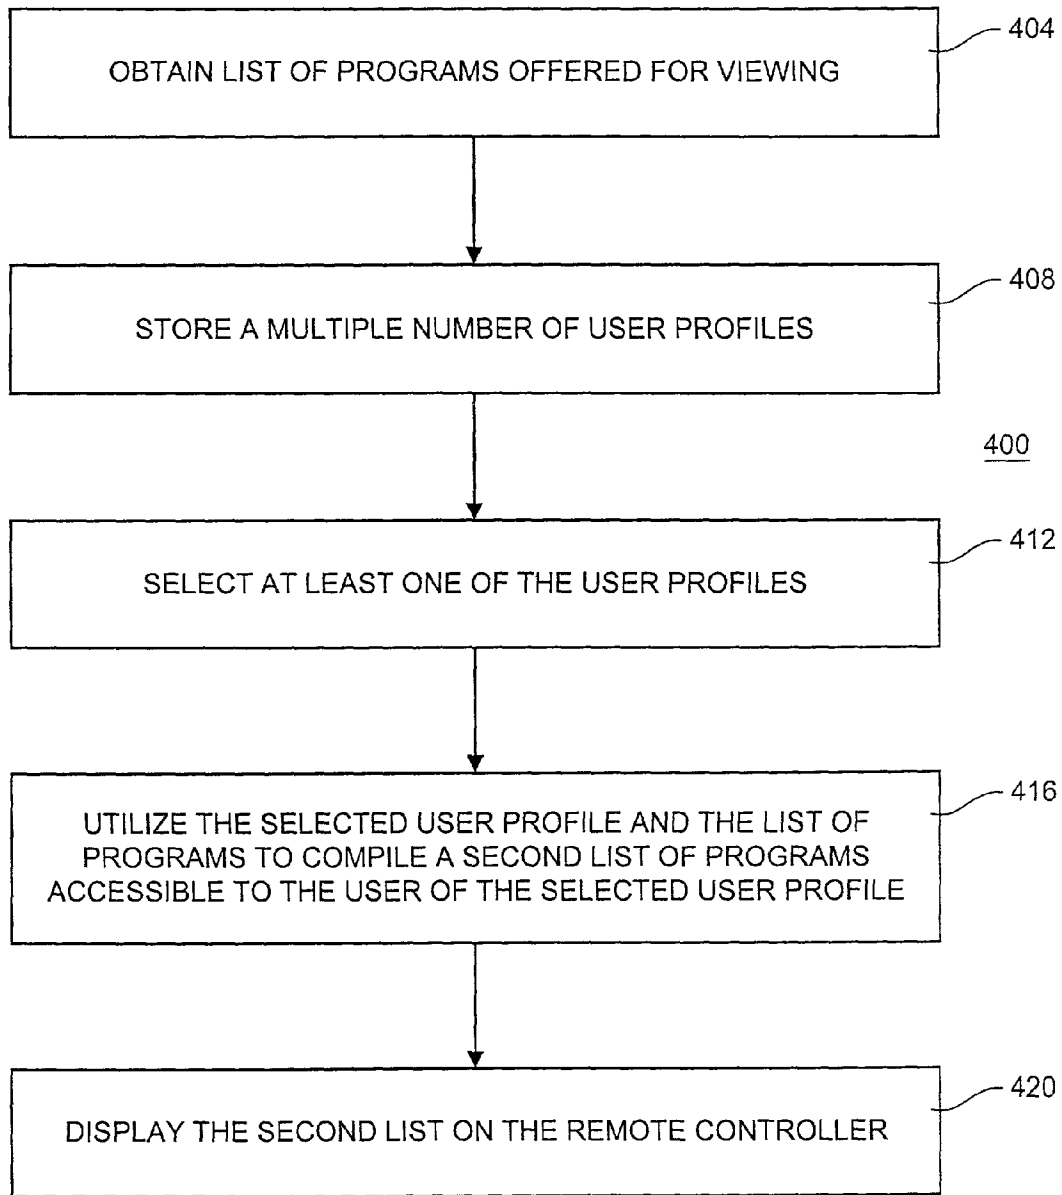 OBTAIN LIST OF PROGRAMS OFFERED FOR VIEWING
404
STORE A MULTIPLE NUMBER OF USER PROFILES
408
400
SELECT AT LEAST ONE OF THE USER PROFILES
412
UTILIZE THE SELECTED USER PROFILE AND THE LIST OF
PROGRAMS TO COMPILE A SECOND LIST OF PROGRAMS
ACCESSIBLE TO THE USER OF THE SELECTED USER PROFILE
416
DISPLAY THE SECOND LIST ON THE REMOTE CONTROLLER
420